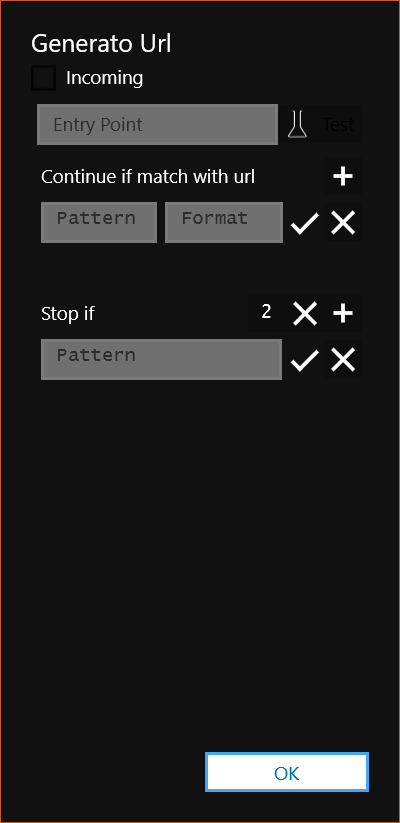 Generato Url
Incoming
Entry Point
Test
Continue if match with url
Pattern
Format
Stop if
2
Pattern
OK